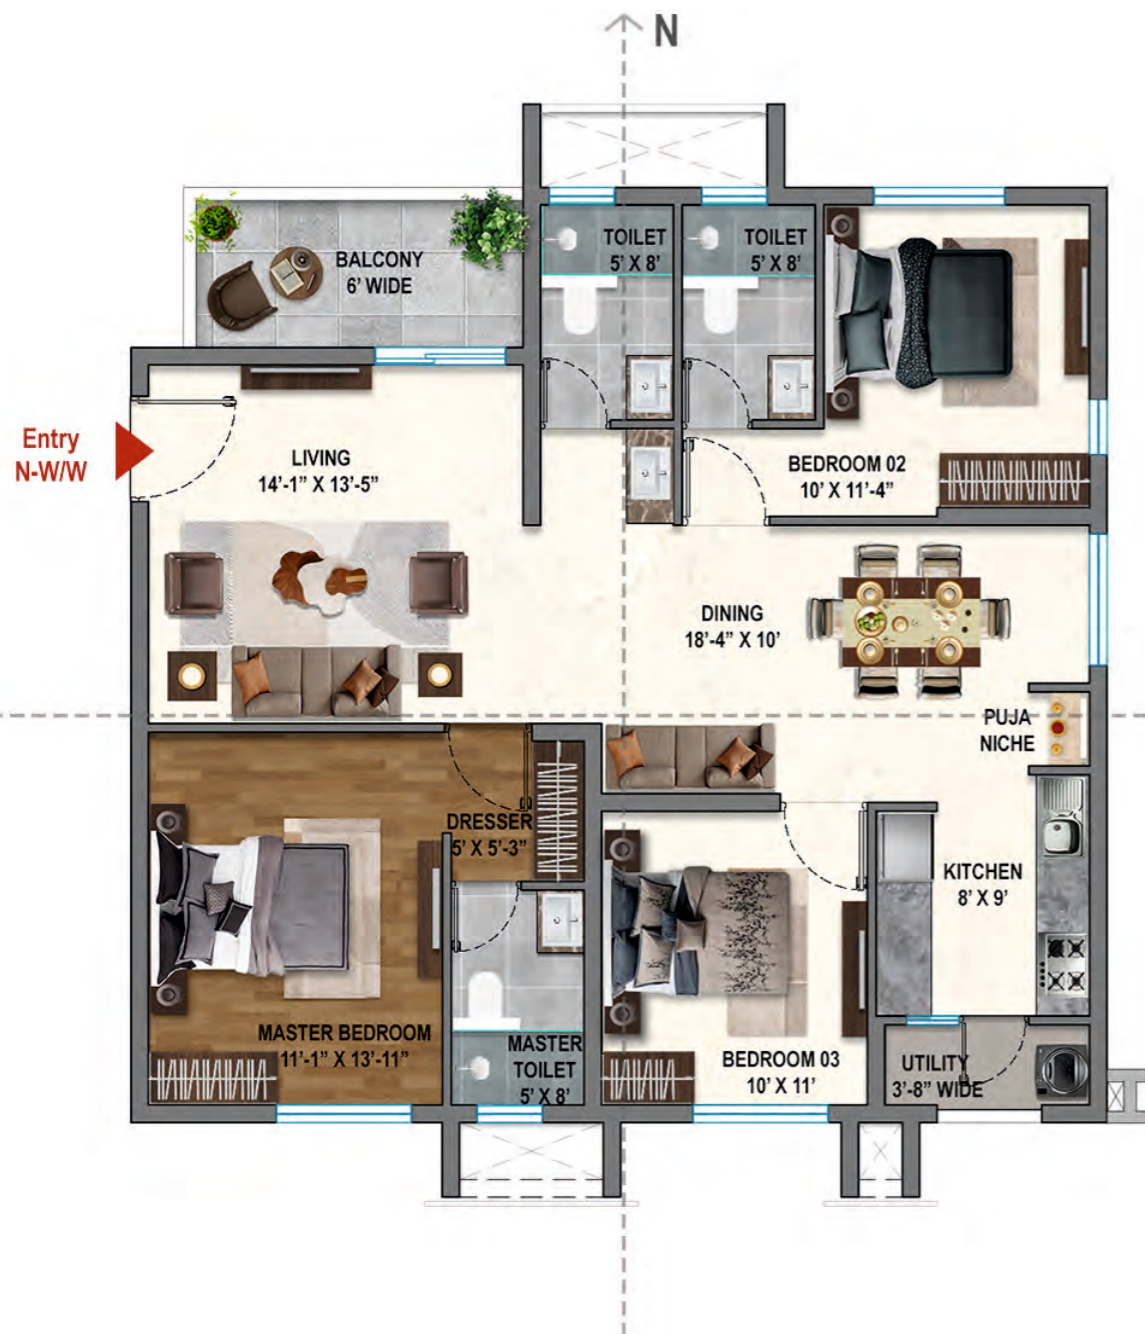 N
TOILET
5' X 8'
TOILET
5' X 8'
BALCONY
6' WIDE
Entry
N-W/W
LIVING
14'-1" X 13'-5"
BEDROOM 02
10' X 11'-4"
DINING
18'-4" X 10'
PUJA
NICHE
DRESSER
5' X 5'-3"
KITCHEN
8' X 9'
MASTER BEDROOM
11'-1" X 13'-11"
MASTER
TOILET
5' X 8'
BEDROOM 03
10' X 11'
UTILITY
3'-8" WIDE